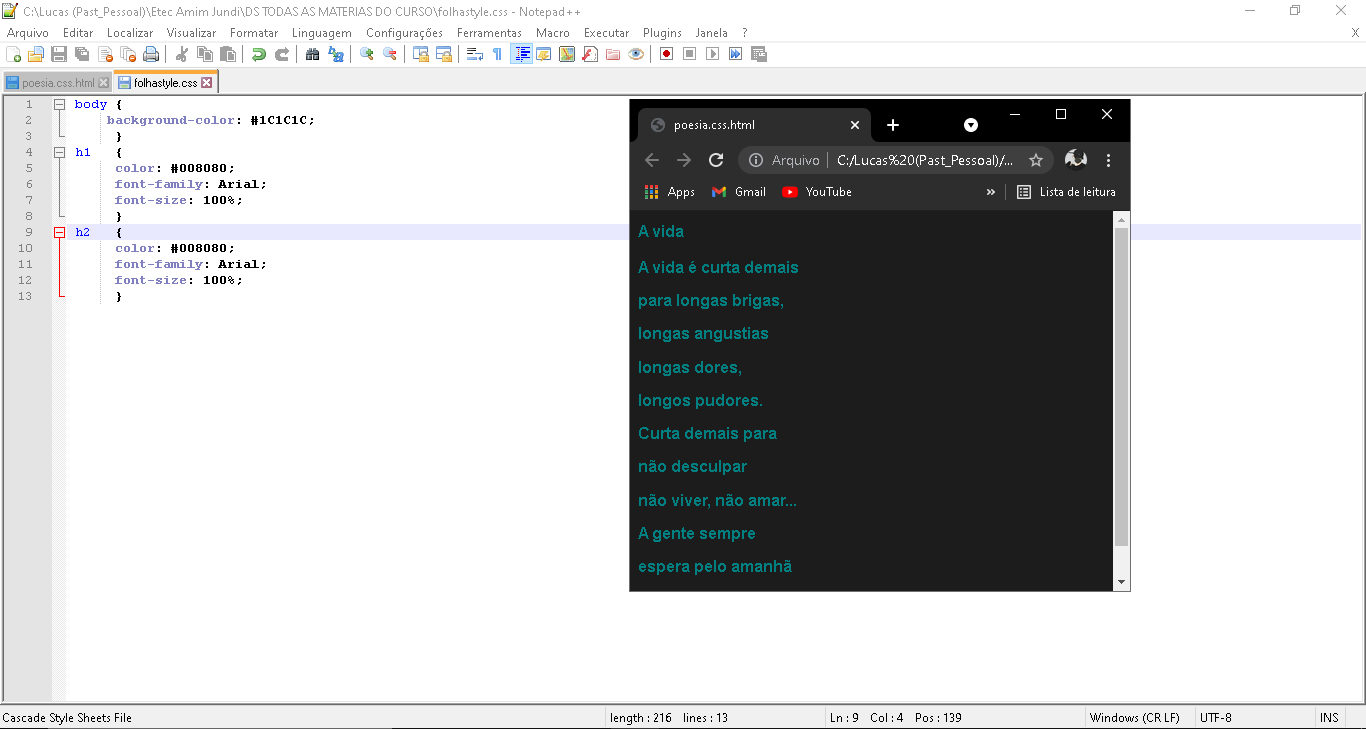 C:\Lucas (Past_Pessoal)\Etec Amim Jundi\DS TODAS AS MATERIAS DO CURSO\folhastyle.css - Notepad++
Arquivo Editar Localizar Visualizar Formatar Linguagem Configurações Ferramentas Macro Executar Plugins Janela ? X
poesia.css.html folhastyle.css
1 body {
2 background-color: #1C1C1C;
3 }
4 h1 {
5 color: #008080;
6 font-family: Arial;
7 font-size: 100%;
8 }
9 h2 {
10 color: #008080;
11 font-family: Arial;
12 font-size: 100%;
13 }
poesia.css.html
Arquivo C:/Lucas%20(Past_Pessoal)/...
Apps Gmail YouTube » Lista de leitura
A vida
A vida é curta demais
para longas brigas,
longas angustias
longas dores,
longos pudores.
Curta demais para
não desculpar
não viver, não amar...
A gente sempre
espera pelo amanhã
Cascade Style Sheets File length : 216 lines : 13 Ln : 9 Col : 4 Pos : 139 Windows (CR LF) UTF-8 INS